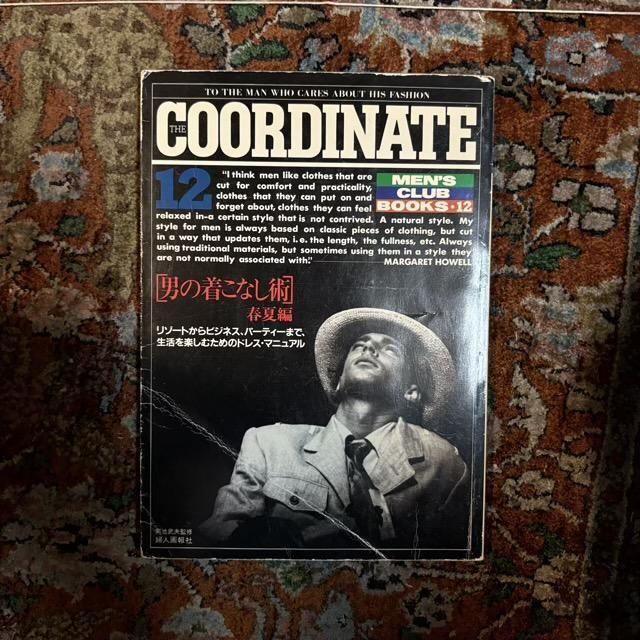 TO THE MAN WHO CARES ABOUT HIS FASHION
THE COORDINATE
12
"I think men like clothes that are
cut for comfort and practicality,
clothes that they can put on and
forget about, clothes they can feel
relaxed in-a certain style that is not contrived. A natural style. My
style for men is always based on classic pieces of clothing, but cut
in a way that updates them, i.e. the length, the fullness, etc. Always
using traditional materials, but sometimes using them in a style they
are not normally associated with."
MARGARET HOWELL
MEN'S
CLUB
BOOKS・12
[男の着こなし術]
春夏編
リゾートからビジネス、パーティーまで、
生活を楽しむためのドレス・マニュアル
菊池武夫監修
婦人画報社